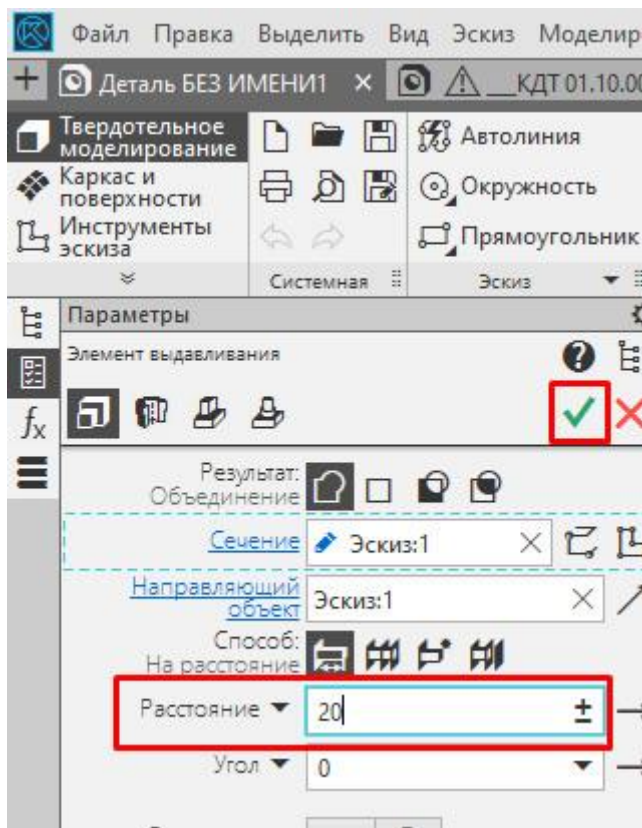 Файл Правка Выделить Вид Эскиз Моделир
Деталь БЕЗ ИМЕНИ1 __КДТ 01.10.00
Твердотельное
моделирование
Автолиния
Каркас и
поверхности
Окружность
Инструменты
эскиза
Прямоугольник
Системная Эскиз
Параметры
Элемент выдавливания
fx
Результат:
Объединение
Сечение Эскиз:1
Направляющий
объект
Эскиз:1
Способ:
На расстояние
Расстояние 20
Угол 0